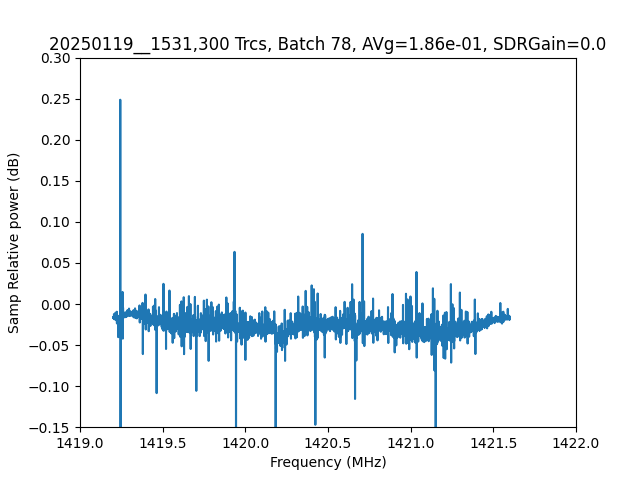 20250119__1531,300 Trcs, Batch 78, AVg=1.86e-01, SDRGain=0.0
0.30
0.25
0.20
0.15
0.10
0.05
0.00
−0.05
−0.10
−0.15
Samp Relative power (dB)
1419.0 1419.5 1420.0 1420.5 1421.0 1421.5 1422.0
Frequency (MHz)